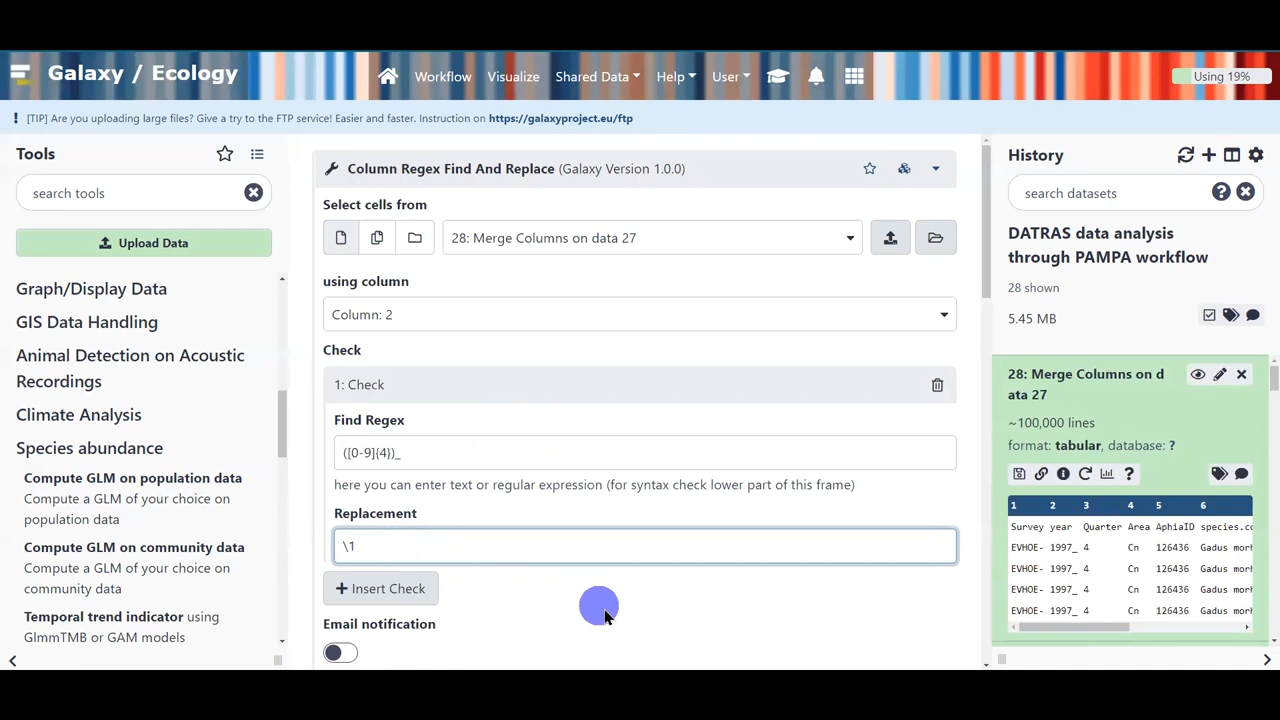 Galaxy / Ecology
Workflow Visualize Shared Data Help User Using 19%
! [TIP] Are you uploading large files? Give a try to the FTP service! Easier and faster. Instruction on https://galaxyproject.eu/ftp
Tools
search tools
Upload Data
Graph/Display Data
GIS Data Handling
Animal Detection on Acoustic
Recordings
Climate Analysis
Species abundance
Compute GLM on population data
Compute a GLM of your choice on
population data
Compute GLM on community data
Compute a GLM of your choice on
community data
Temporal trend indicator using
GlmmTMB or GAM models
Column Regex Find And Replace (Galaxy Version 1.0.0)
Select cells from
28: Merge Columns on data 27
using column
Column: 2
Check
1: Check
Find Regex
([0-9]{4})_
here you can enter text or regular expression (for syntax check lower part of this frame)
Replacement
\1
+ Insert Check
Email notification
History
search datasets
DATRAS data analysis
through PAMPA workflow
28 shown
5.45 MB
28: Merge Columns on d
ata 27
~100,000 lines
format: tabular, database: ?
1 2 3 4 5 6
Survey year Quarter Area AphiaID species.co
EVHOE- 1997_ 4 Cn 126436 Gadus morh
EVHOE- 1997_ 4 Cn 126436 Gadus morh
EVHOE- 1997_ 4 Cn 126436 Gadus morh
EVHOE- 1997_ 4 Cn 126436 Gadus morh